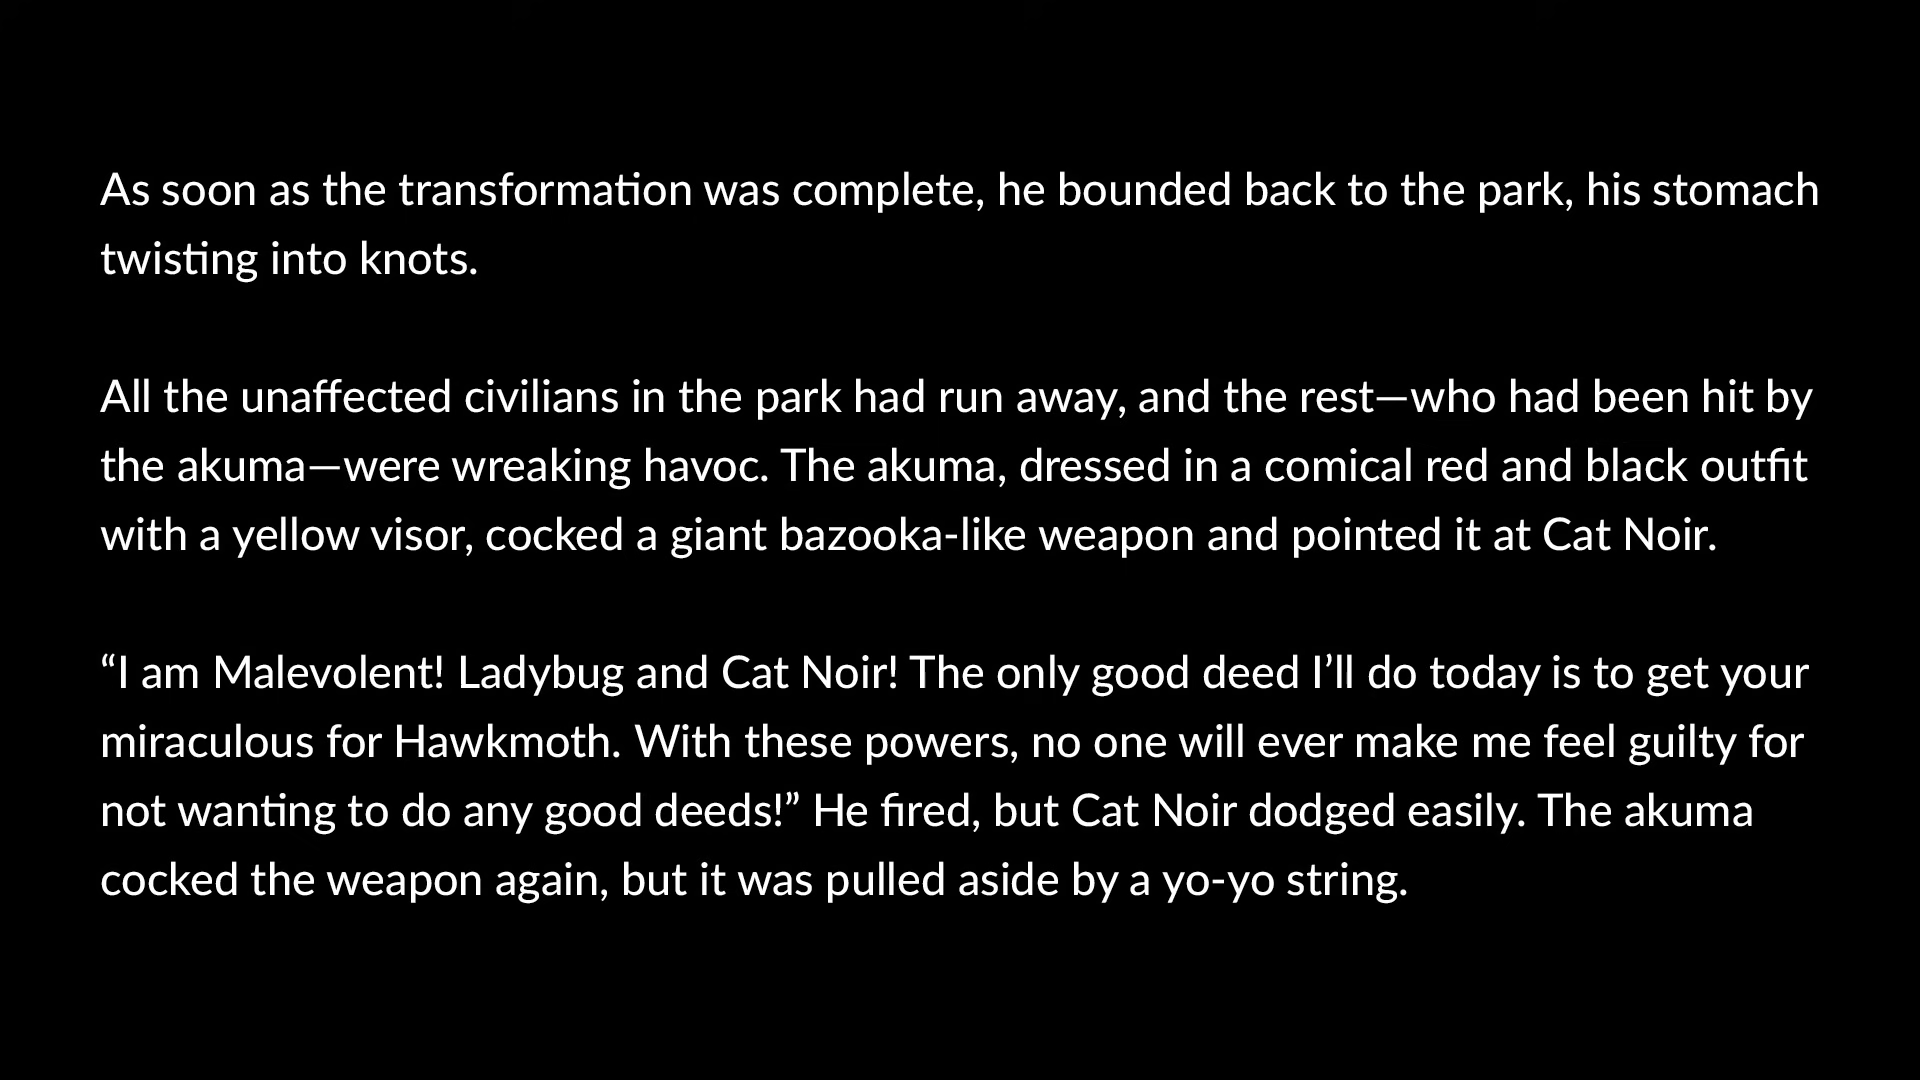 As soon as the transformation was complete, he bounded back to the park, his stomach
twisting into knots.
All the unaffected civilians in the park had run away, and the rest—who had been hit by
the akuma—were wreaking havoc. The akuma, dressed in a comical red and black outfit
with a yellow visor, cocked a giant bazooka-like weapon and pointed it at Cat Noir.
“I am Malevolent! Ladybug and Cat Noir! The only good deed I’ll do today is to get your
miraculous for Hawkmoth. With these powers, no one will ever make me feel guilty for
not wanting to do any good deeds!” He fired, but Cat Noir dodged easily. The akuma
cocked the weapon again, but it was pulled aside by a yo-yo string.